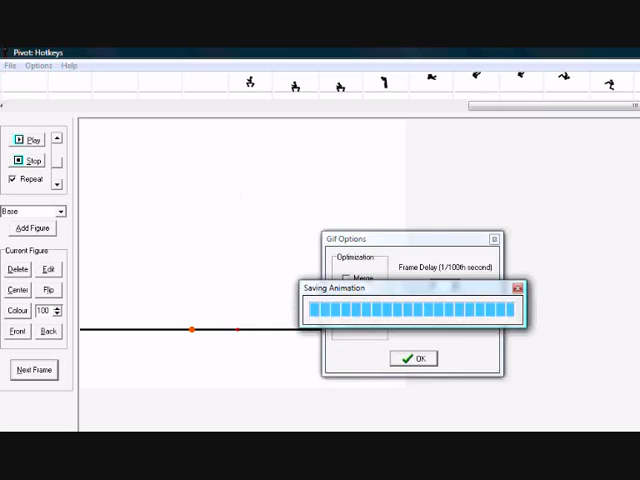 Pivot: Hotkeys
File Options Help
Play
Stop
Repeat
Base
Add Figure
Current Figure
Delete Edit
Center Flip
Colour 100
Front Back
Next Frame
Gif Options
Optimization
Frame Delay (1/100th second)
Merge
Saving Animation
OK